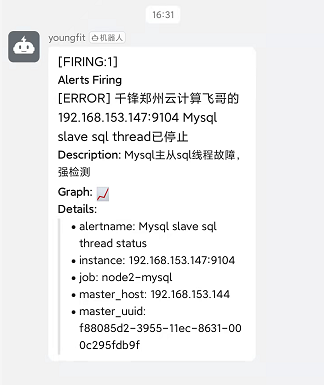 16:31
youngfit 机器人
[FIRING:1]
Alerts Firing
[ERROR] 千锋郑州云计算飞哥的
192.168.153.147:9104 Mysql
slave sql thread已停止
Description: Mysql主从sql线程故障,
强检测
Graph:
Details:
• alertname: Mysql slave sql
thread status
• instance: 192.168.153.147:9104
• job: node2-mysql
• master_host: 192.168.153.144
• master_uuid:
f88085d2-3955-11ec-8631-00
0c295fdb9f